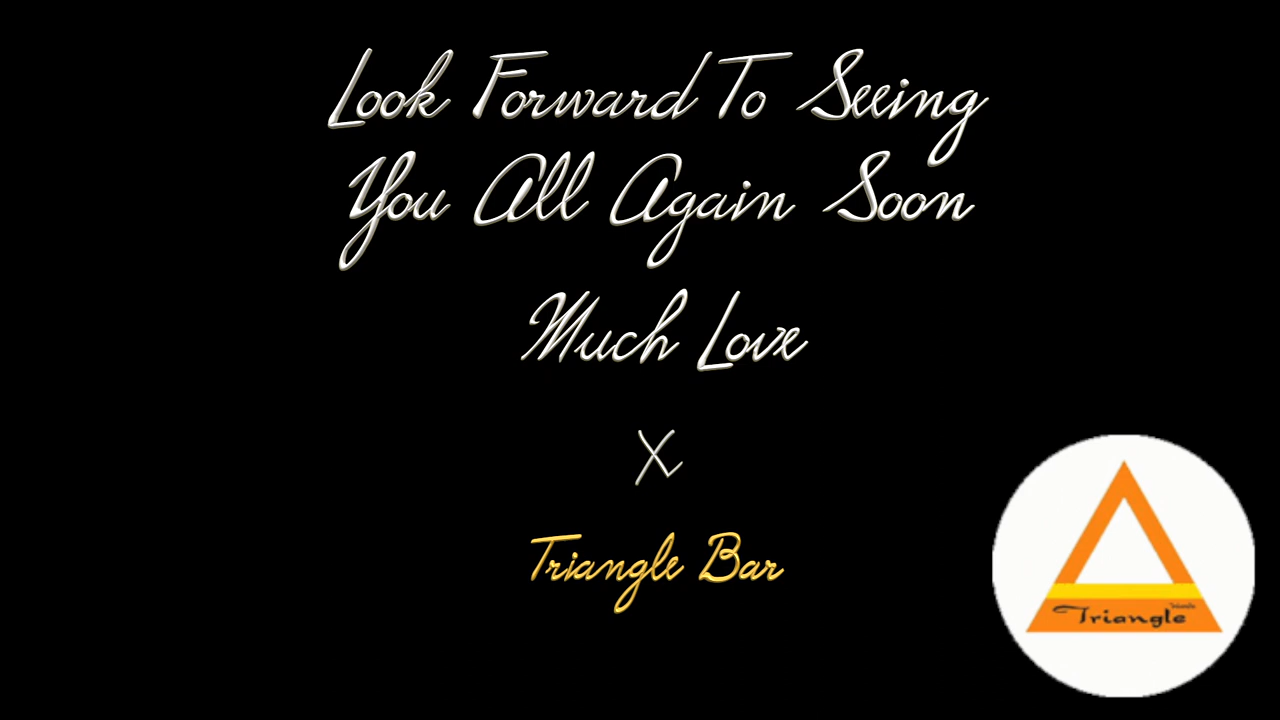 Look Forward To Seeing
You All Again Soon
Much Love
X
Triangle Bar
Triangle